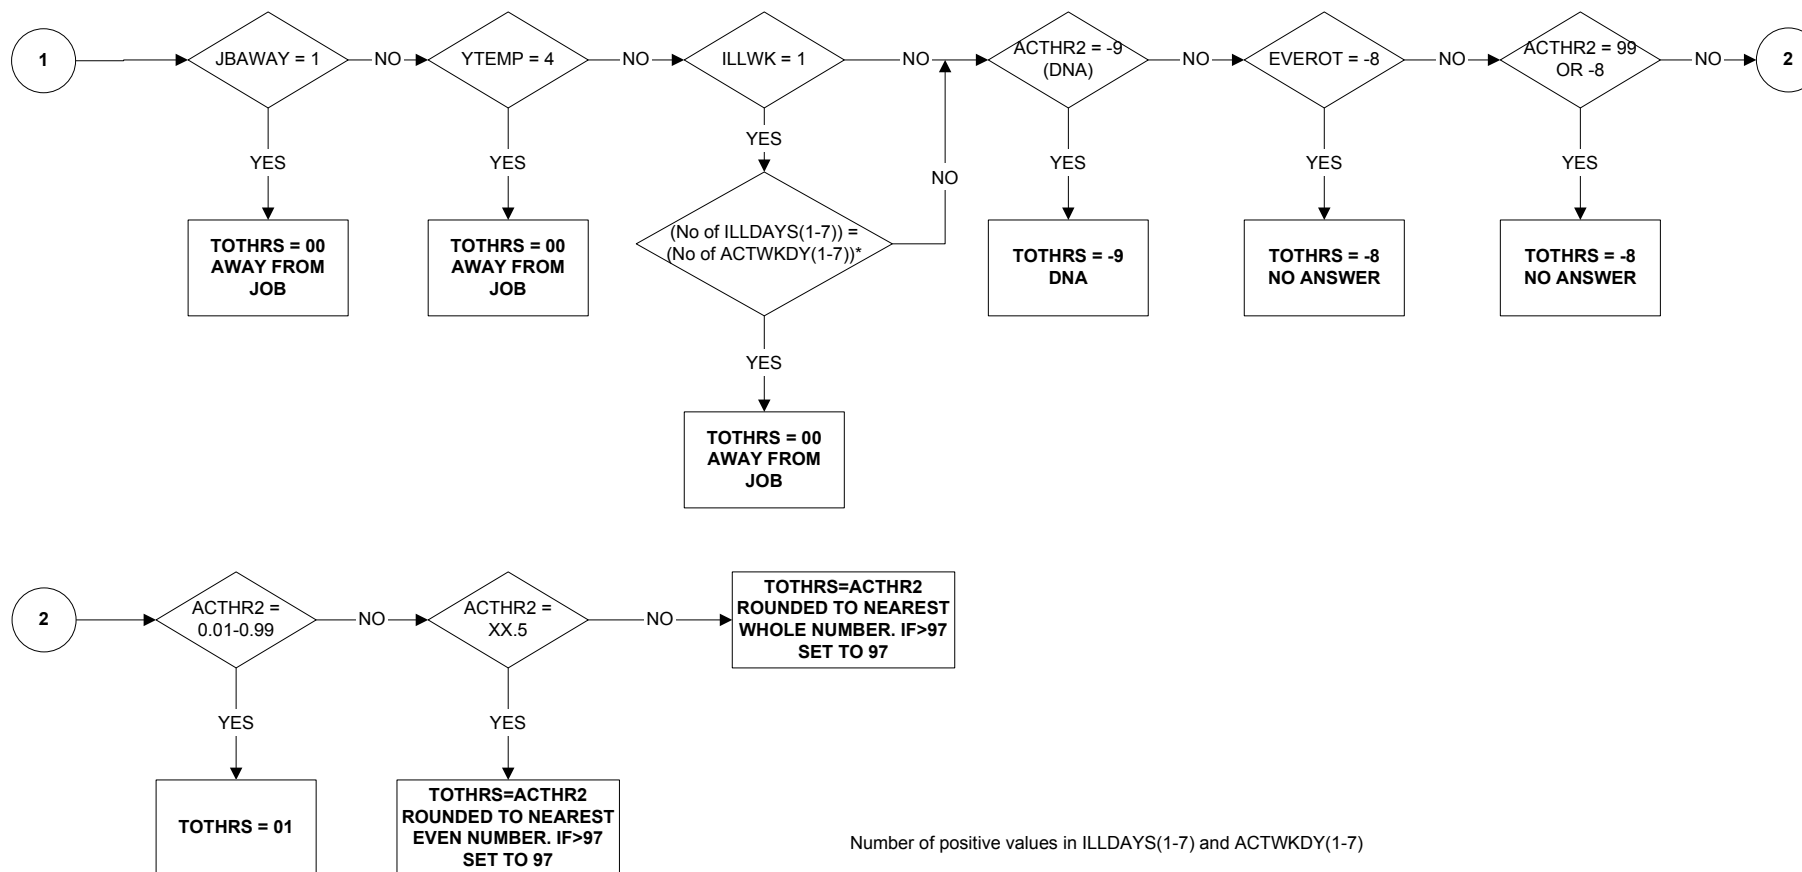 1
JBAWAY = 1
NO
YTEMP = 4
NO
ILLWK = 1
NO
ACTHR2 = -9
(DNA)
NO
EVEROT = -8
NO
ACTHR2 = 99
OR -8
NO
2
YES
YES
YES
NO
YES
YES
YES
TOTHRS = 00
AWAY FROM
JOB
TOTHRS = 00
AWAY FROM
JOB
(No of ILLDAYS(1-7)) =
(No of ACTWKDY(1-7))*
TOTHRS = -9
DNA
TOTHRS = -8
NO ANSWER
TOTHRS = -8
NO ANSWER
YES
TOTHRS = 00
AWAY FROM
JOB
2
ACTHR2 =
0.01-0.99
NO
ACTHR2 =
XX.5
NO
TOTHRS=ACTHR2
ROUNDED TO NEAREST
WHOLE NUMBER. IF>97
SET TO 97
YES
YES
TOTHRS = 01
TOTHRS=ACTHR2
ROUNDED TO NEAREST
EVEN NUMBER. IF>97
SET TO 97
Number of positive values in ILLDAYS(1-7) and ACTWKDY(1-7)